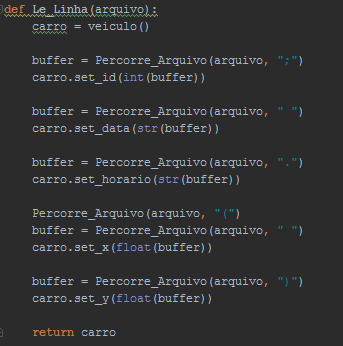 def Le_Linha(arquivo):
carro = veiculo()
buffer = Percorre_Arquivo(arquivo, ";")
carro.set_id(int(buffer))
buffer = Percorre_Arquivo(arquivo, " ")
carro.set_data(str(buffer))
buffer = Percorre_Arquivo(arquivo, ".")
carro.set_horario(str(buffer))
Percorre_Arquivo(arquivo, "(")
buffer = Percorre_Arquivo(arquivo, " ")
carro.set_x(float(buffer))
buffer = Percorre_Arquivo(arquivo, ")")
carro.set_y(float(buffer))
return carro